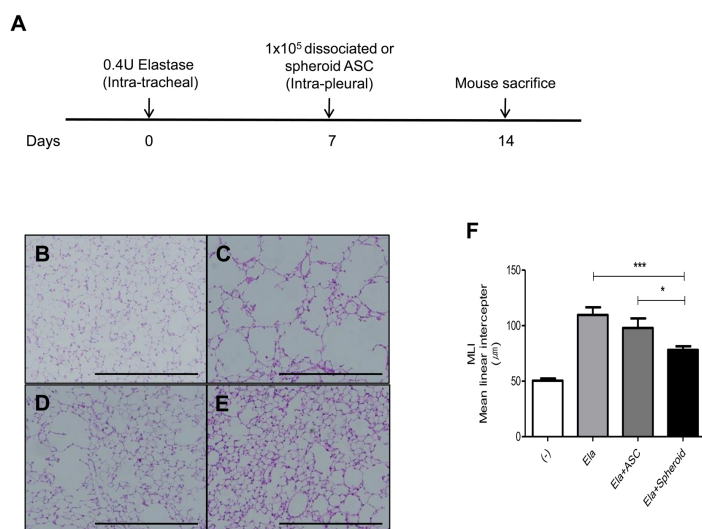 A
0.4U Elastase
(Intra-tracheal)
1x10⁵ dissociated or
spheroid ASC
(Intra-pleural)
Mouse sacrifice
Days 0 7 14
B
C
D
E
F
MLI
Mean linear intercepter
(㎛)
150
100
50
0
***
*
(-)
Ela
Ela+ASC
Ela+Spheroid